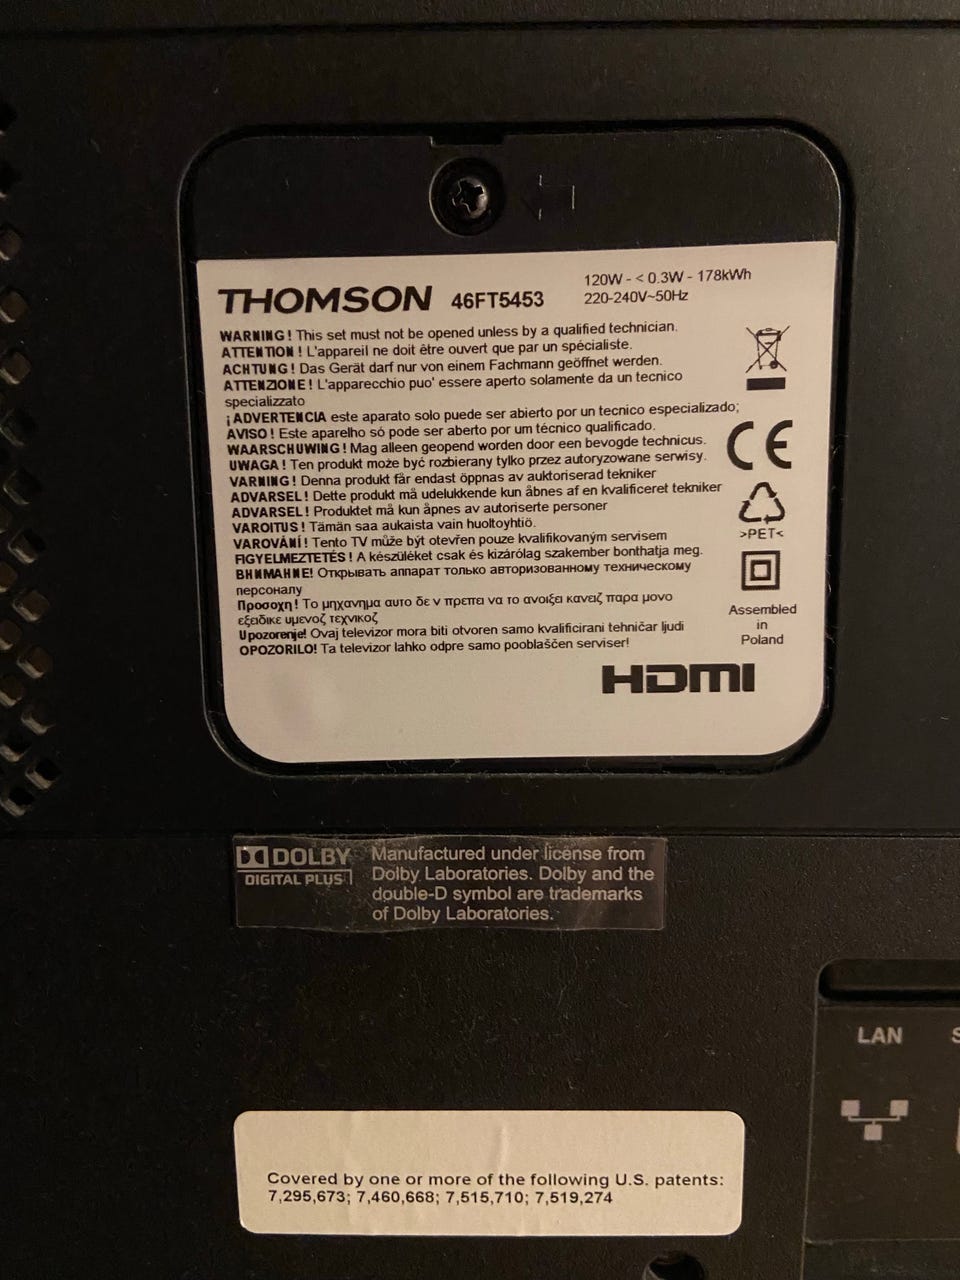 THOMSON 46FT5453
120W - < 0.3W - 178kWh
220-240V~50Hz
WARNING ! This set must not be opened unless by a qualified technician.
ATTENTION ! L'appareil ne doit être ouvert que par un spécialiste.
ACHTUNG ! Das Gerät darf nur von einem Fachmann geöffnet werden.
ATTENZIONE ! L'apparecchio puo' essere aperto solamente da un tecnico
specializzato
¡ADVERTENCIA este aparato solo puede ser abierto por un tecnico especializado;
AVISO ! Este aparelho só pode ser aberto por um técnico qualificado.
WAARSCHUWING ! Mag alleen geopend worden door een bevogde technicus.
UWAGA ! Ten produkt może być rozbierany tylko przez autoryzowane serwisy.
VARNING ! Denna produkt får endast öppnas av auktoriserad tekniker
ADVARSEL ! Dette produkt må udelukkende kun åbnes af en kvalificeret tekniker
ADVARSEL ! Produktet må kun åpnes av autoriserte personer
VAROITUS ! Tämän saa aukaista vain huoltoyhtiö.
VAROVÁNÍ ! Tento TV může být otevřen pouze kvalifikovaným servisem
FIGYELMEZTETÉS ! A készüléket csak és kizárólag szakember bonthatja meg.
ВНИМАНИЕ! Открывать аппарат только авторизованному техническому
персоналу
Προσοχη ! Το μηχανημα αυτο δε ν πρεπει να το ανοιξει κανειζ παρα μονο
εξειδικε υμενοζ τεχνικοζ
Upozorenje! Ovaj televizor mora biti otvoren samo kvalificirani tehničar ljudi
OPOZORILO! Ta televizor lahko odpre samo pooblaščen serviser!
CE
>PET<
Assembled
in
Poland
HDMI
DOLBY
DIGITAL PLUS
Manufactured under license from
Dolby Laboratories. Dolby and the
double-D symbol are trademarks
of Dolby Laboratories.
LAN
S
Covered by one or more of the following U.S. patents:
7,295,673; 7,460,668; 7,515,710; 7,519,274